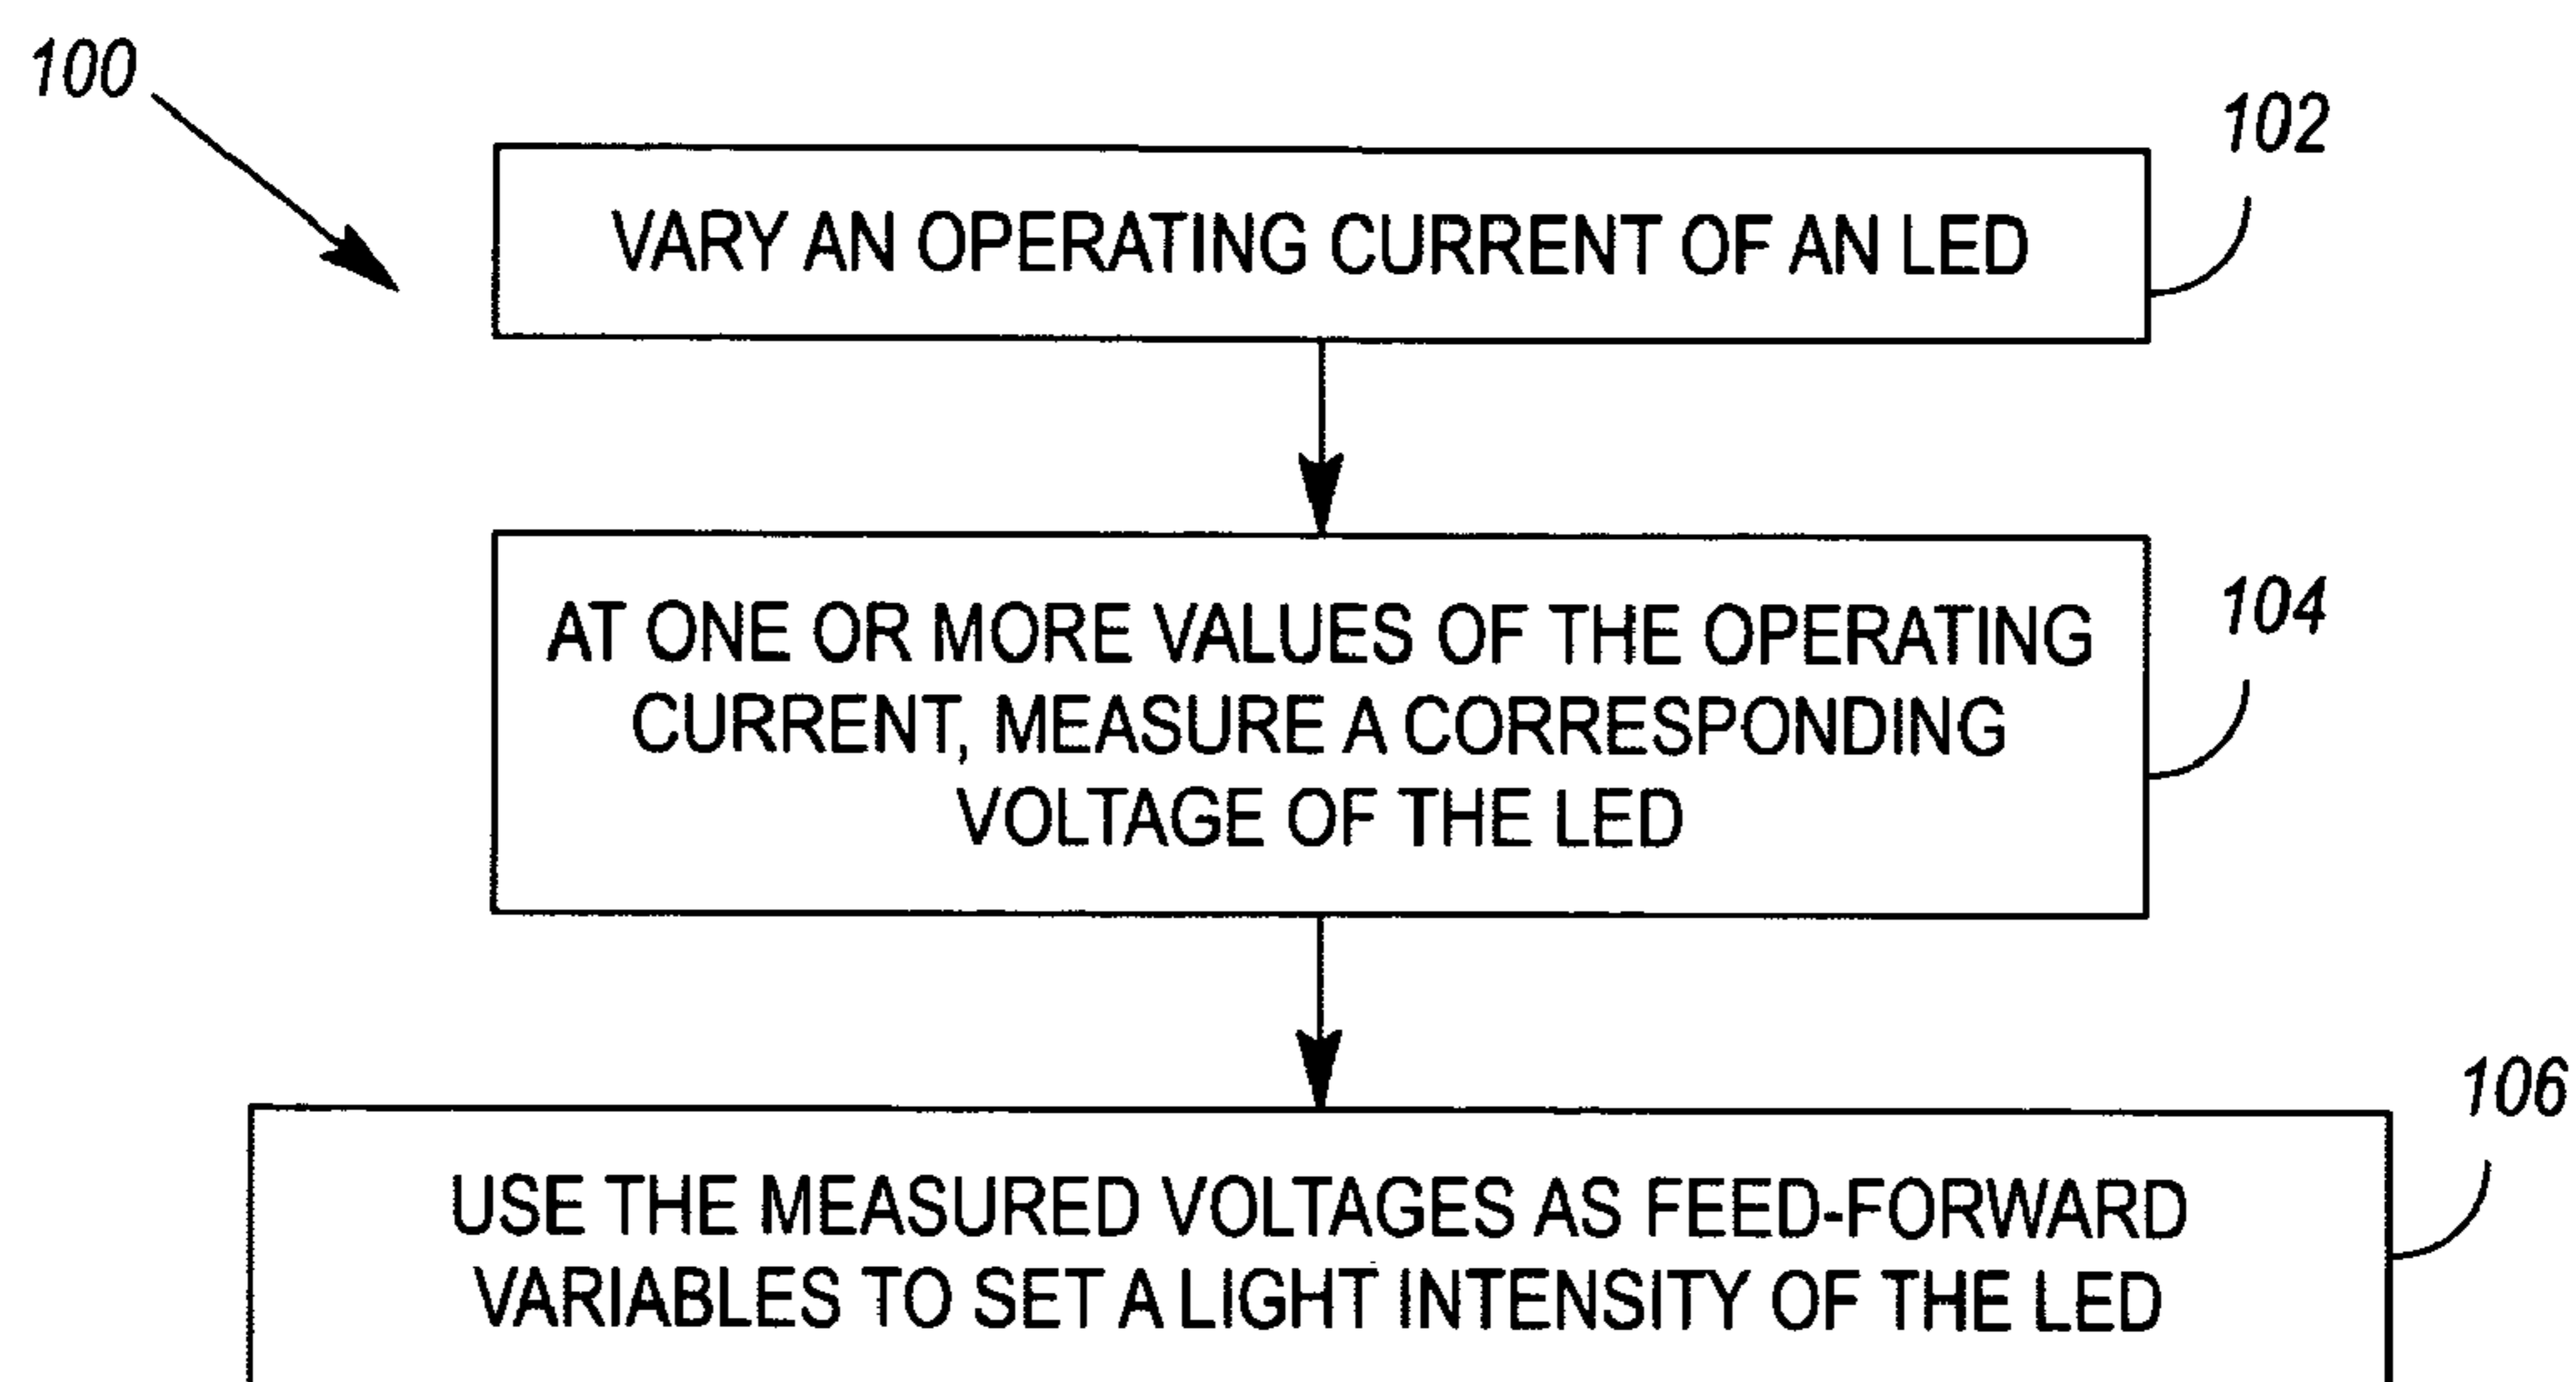 100
102
VARY AN OPERATING CURRENT OF AN LED
104
AT ONE OR MORE VALUES OF THE OPERATING
CURRENT, MEASURE A CORRESPONDING
VOLTAGE OF THE LED
106
USE THE MEASURED VOLTAGES AS FEED-FORWARD
VARIABLES TO SET A LIGHT INTENSITY OF THE LED